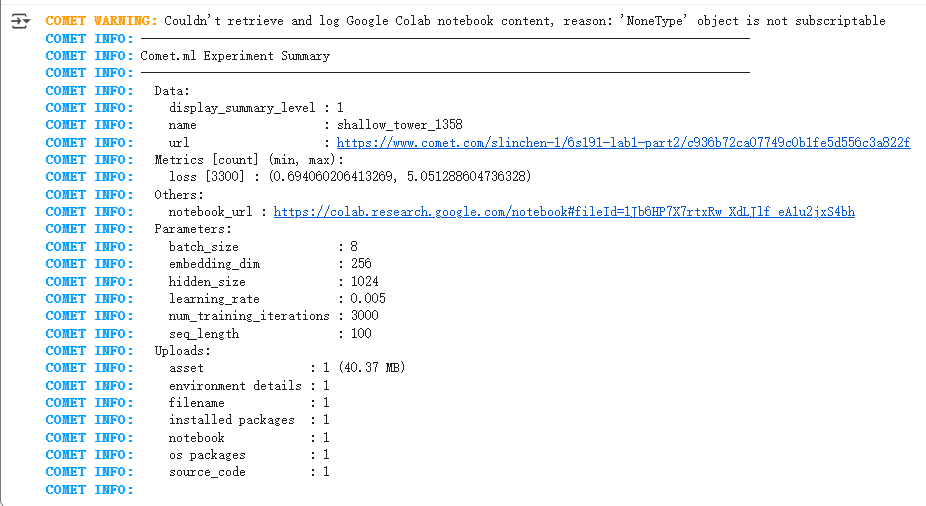 COMET WARNING: Couldn't retrieve and log Google Colab notebook content, reason: 'NoneType' object is not subscriptable
COMET INFO: ---------------------------------------------------------------------------------------
COMET INFO: Comet.ml Experiment Summary
COMET INFO: ---------------------------------------------------------------------------------------
COMET INFO:   Data:
COMET INFO:     display_summary_level : 1
COMET INFO:     name                  : shallow_tower_1358
COMET INFO:     url                   : https://www.comet.com/slinchen-1/6s191-lab1-part2/c936b72ca07749c0b1fe5d556c3a822f
COMET INFO:   Metrics [count] (min, max):
COMET INFO:     loss [3300] : (0.694060206413269, 5.051288604736328)
COMET INFO:   Others:
COMET INFO:     notebook_url : https://colab.research.google.com/notebook#fileId=1Jb6HP7X7rtxRw_XdLJlf_eA1u2jxS4bh
COMET INFO:   Parameters:
COMET INFO:     batch_size              : 8
COMET INFO:     embedding_dim           : 256
COMET INFO:     hidden_size             : 1024
COMET INFO:     learning_rate           : 0.005
COMET INFO:     num_training_iterations : 3000
COMET INFO:     seq_length              : 100
COMET INFO:   Uploads:
COMET INFO:     asset               : 1 (40.37 MB)
COMET INFO:     environment details : 1
COMET INFO:     filename            : 1
COMET INFO:     installed packages  : 1
COMET INFO:     notebook            : 1
COMET INFO:     os packages         : 1
COMET INFO:     source_code         : 1
COMET INFO: